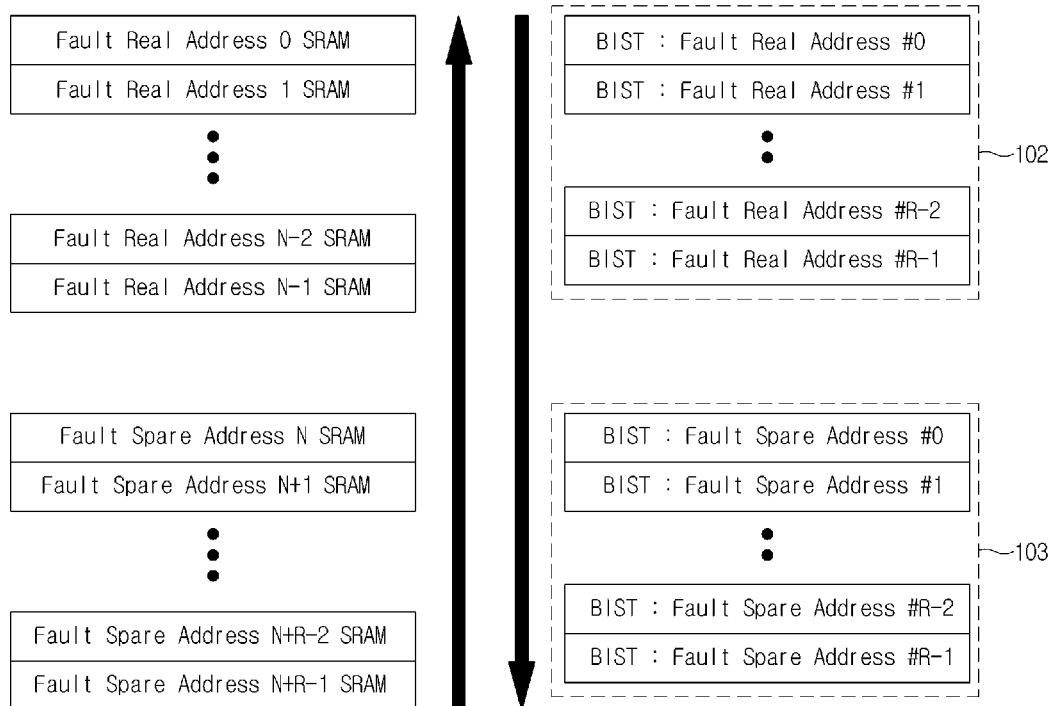 Fault Real Address 0 SRAM
Fault Real Address 1 SRAM
Fault Real Address N-2 SRAM
Fault Real Address N-1 SRAM
Fault Spare Address N SRAM
Fault Spare Address N+1 SRAM
Fault Spare Address N+R-2 SRAM
Fault Spare Address N+R-1 SRAM
BIST : Fault Real Address #0
BIST : Fault Real Address #1
BIST : Fault Real Address #R-2
BIST : Fault Real Address #R-1
102
BIST : Fault Spare Address #0
BIST : Fault Spare Address #1
BIST : Fault Spare Address #R-2
BIST : Fault Spare Address #R-1
103